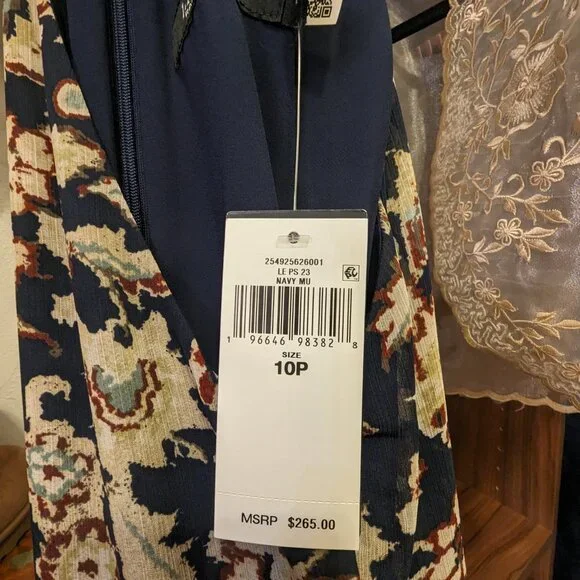 254925626001
LE PS 23
NAVY MU
1 96646 98382 8
SIZE
10P
MSRP $265.00